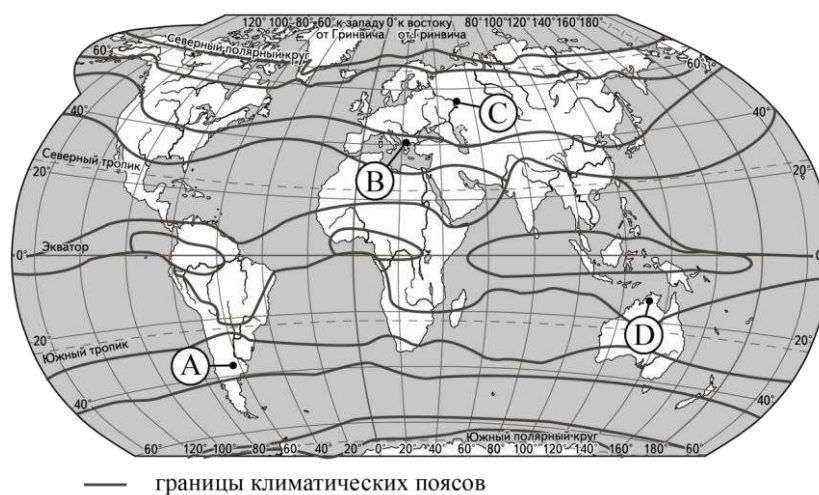 120°100°80°60° к западу 0° к востоку 80°100°120°140°160°180°
от Гринвича от Гринвича
Северный полярный круг
60° 60°
40° 40°
C
Северный тропик
B
20° 20°
Экватор
0° 0°
D
20° 20°
Южный тропик
A
40° 40°
Южный полярный круг
60° 120° 100° 80° 60° 40° 20° 0° 20° 40° 60° 80° 100° 120° 140° 160° 180° 60°
границы климатических поясов